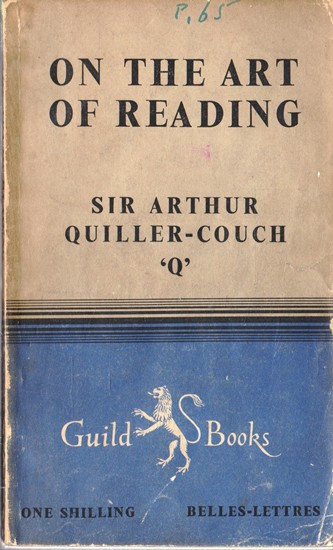 P. 65
ON THE ART
OF READING
SIR ARTHUR
QUILLER-COUCH
‘Q’
Guild Books
ONE SHILLING BELLES-LETTRES